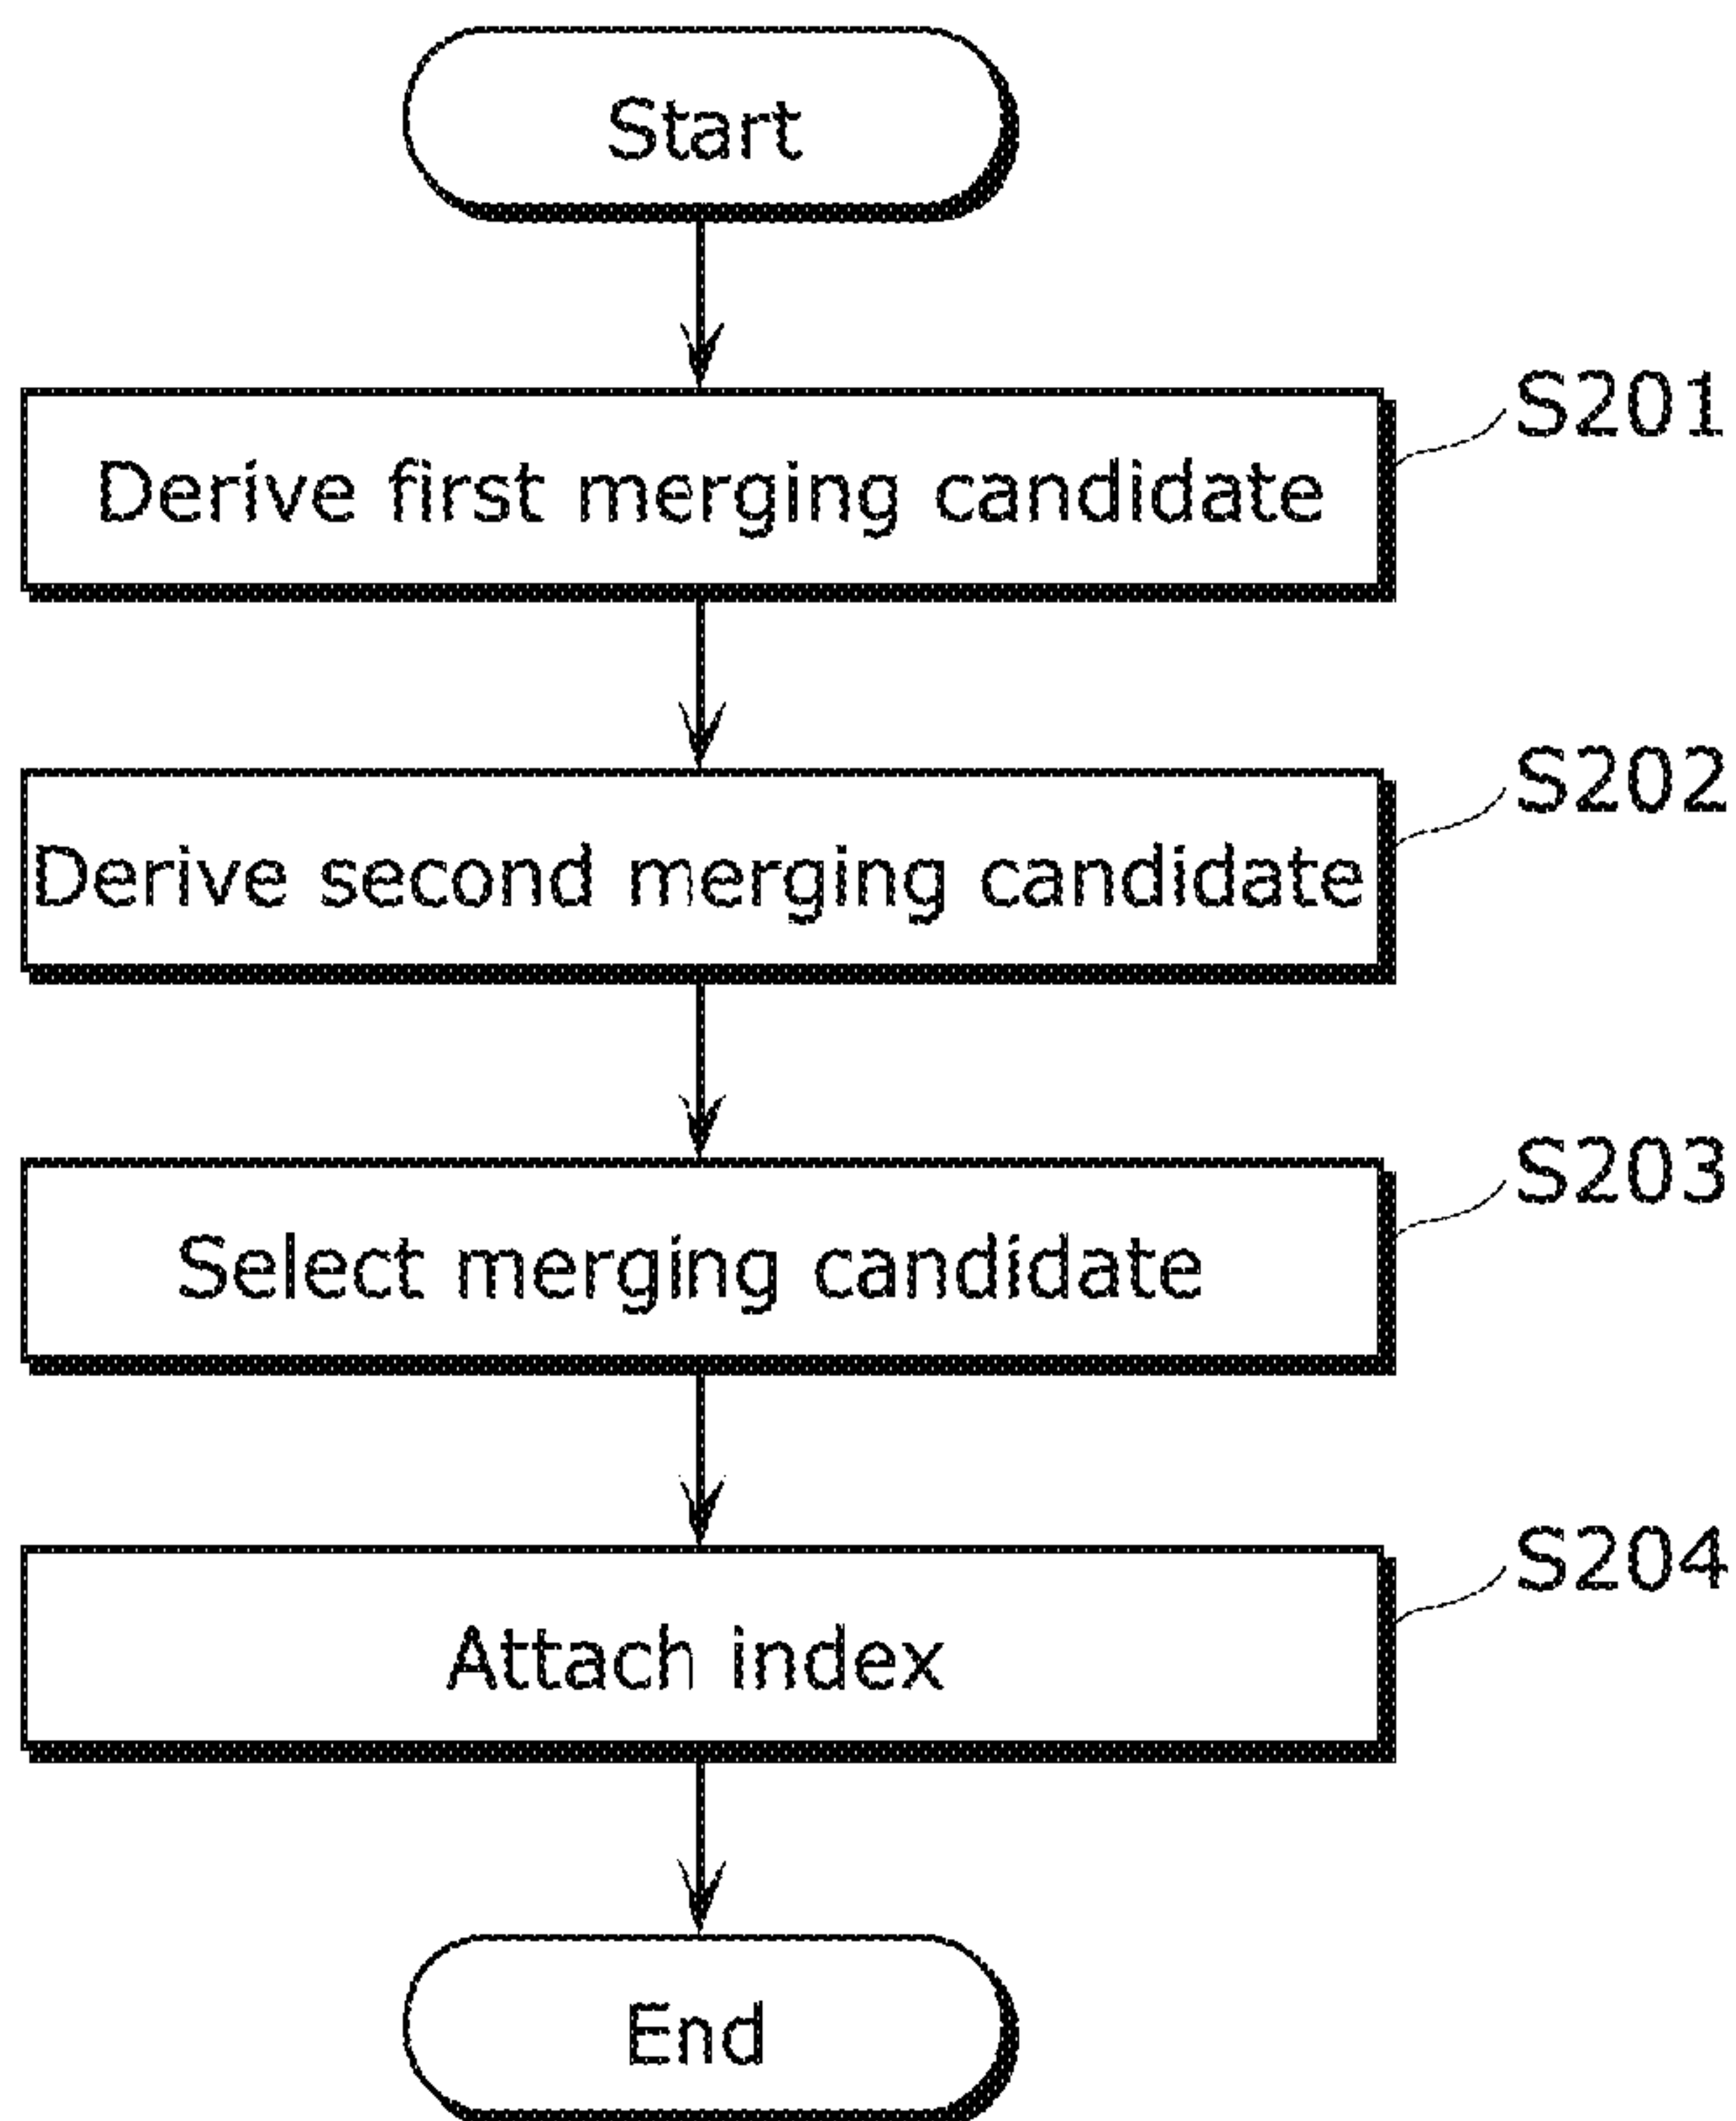 Start
S201
Derive first merging candidate
S202
Derive second merging candidate
S203
Select merging candidate
S204
Attach index
End